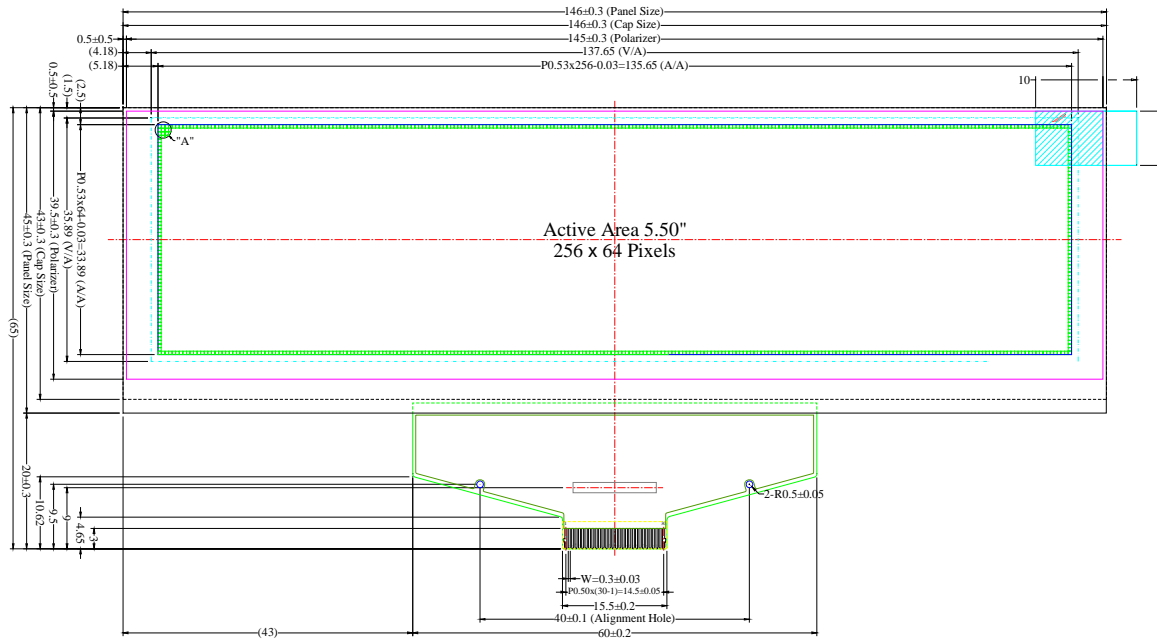 146±0.3 (Panel Size)
146±0.3 (Cap Size)
0.5±0.5
145±0.3 (Polarizer)
(4.18)
137.65 (V/A)
(5.18)
P0.53x256-0.03=135.65 (A/A)
10
0.5±0.5
(1.5)
(2.5)
"A"
P0.53x64-0.03=33.89 (A/A)
35.89 (V/A)
39.5±0.3 (Polarizer)
43±0.3 (Cap Size)
45±0.3 (Panel Size)
(65)
Active Area 5.50"
256 x 64 Pixels
20±0.3
10.62
9.5
9
4.65
3
2-R0.5±0.05
W=0.3±0.03
P0.50x(30-1)=14.5±0.05
15.5±0.2
40±0.1 (Alignment Hole)
(43)
60±0.2